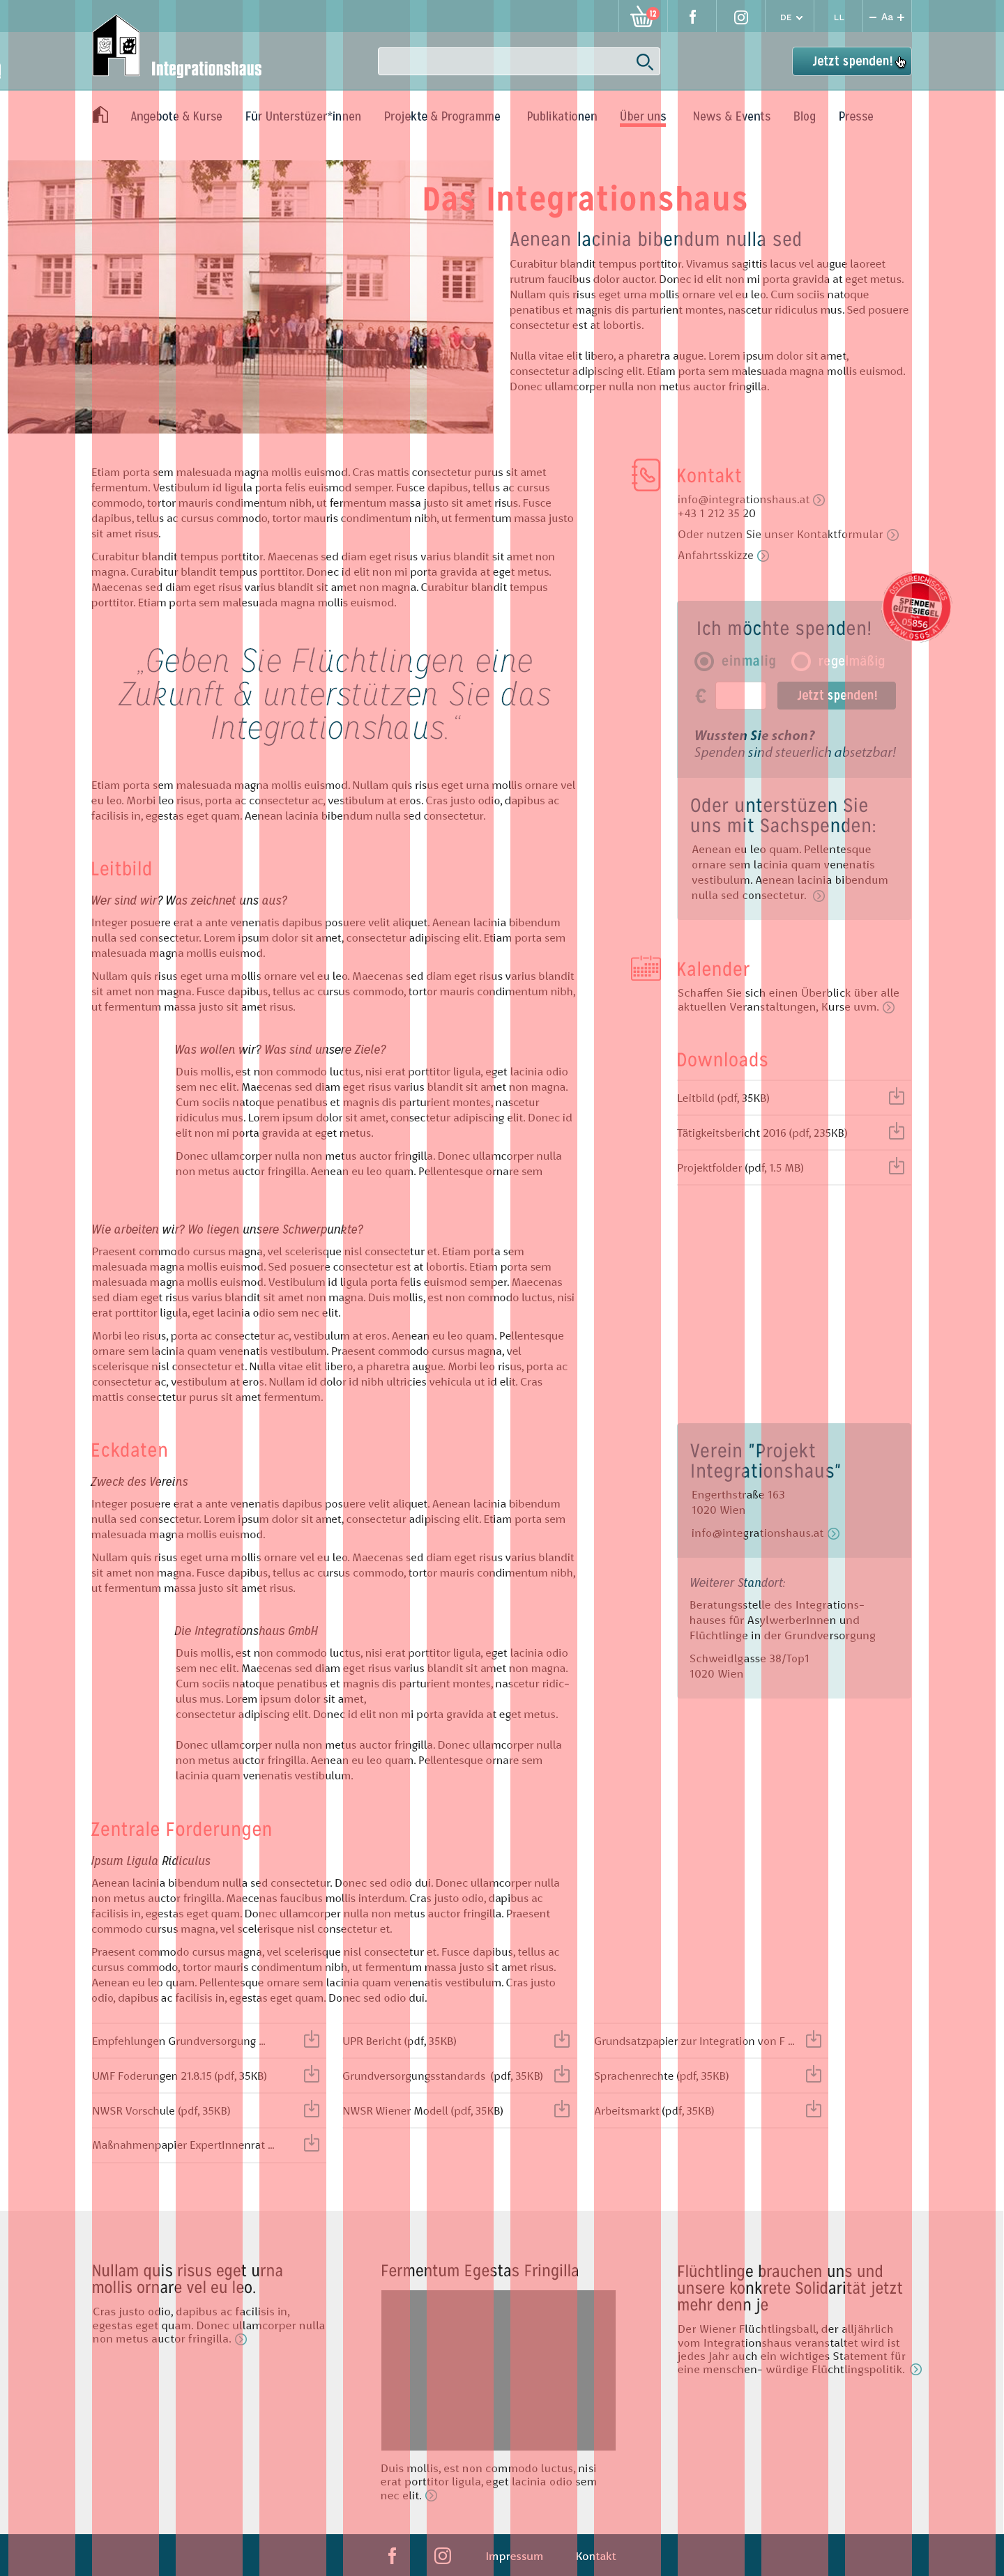 12
DE
LL
– Aa +
Integrationshaus
Jetzt spenden!
Angebote & Kurse
Für Unterstüzer*innen
Projekte & Programme
Publikationen
Über uns
News & Events
Blog
Presse
Das Integrationshaus
Aenean lacinia bibendum nulla sed
Curabitur blandit tempus porttitor. Vivamus sagittis lacus vel augue laoreet
rutrum faucibus dolor auctor. Donec id elit non mi porta gravida at eget metus.
Nullam quis risus eget urna mollis ornare vel eu leo. Cum sociis natoque
penatibus et magnis dis parturient montes, nascetur ridiculus mus. Sed posuere
consectetur est at lobortis.
Nulla vitae elit libero, a pharetra augue. Lorem ipsum dolor sit amet,
consectetur adipiscing elit. Etiam porta sem malesuada magna mollis euismod.
Donec ullamcorper nulla non metus auctor fringilla.
Etiam porta sem malesuada magna mollis euismod. Cras mattis consectetur purus sit amet
fermentum. Vestibulum id ligula porta felis euismod semper. Fusce dapibus, tellus ac cursus
commodo, tortor mauris condimentum nibh, ut fermentum massa justo sit amet risus. Fusce
dapibus, tellus ac cursus commodo, tortor mauris condimentum nibh, ut fermentum massa justo
sit amet risus.
Curabitur blandit tempus porttitor. Maecenas sed diam eget risus varius blandit sit amet non
magna. Curabitur blandit tempus porttitor. Donec id elit non mi porta gravida at eget metus.
Maecenas sed diam eget risus varius blandit sit amet non magna. Curabitur blandit tempus
porttitor. Etiam porta sem malesuada magna mollis euismod.
„Geben Sie Flüchtlingen eine
Zukunft & unterstützen Sie das
Integrationshaus.“
Etiam porta sem malesuada magna mollis euismod. Nullam quis risus eget urna mollis ornare vel
eu leo. Morbi leo risus, porta ac consectetur ac, vestibulum at eros. Cras justo odio, dapibus ac
facilisis in, egestas eget quam. Aenean lacinia bibendum nulla sed consectetur.
Leitbild
Wer sind wir? Was zeichnet uns aus?
Integer posuere erat a ante venenatis dapibus posuere velit aliquet. Aenean lacinia bibendum
nulla sed consectetur. Lorem ipsum dolor sit amet, consectetur adipiscing elit. Etiam porta sem
malesuada magna mollis euismod.
Nullam quis risus eget urna mollis ornare vel eu leo. Maecenas sed diam eget risus varius blandit
sit amet non magna. Fusce dapibus, tellus ac cursus commodo, tortor mauris condimentum nibh,
ut fermentum massa justo sit amet risus.
Was wollen wir? Was sind unsere Ziele?
Duis mollis, est non commodo luctus, nisi erat porttitor ligula, eget lacinia odio
sem nec elit. Maecenas sed diam eget risus varius blandit sit amet non magna.
Cum sociis natoque penatibus et magnis dis parturient montes, nascetur
ridiculus mus. Lorem ipsum dolor sit amet, consectetur adipiscing elit. Donec id
elit non mi porta gravida at eget metus.
Donec ullamcorper nulla non metus auctor fringilla. Donec ullamcorper nulla
non metus auctor fringilla. Aenean eu leo quam. Pellentesque ornare sem
Wie arbeiten wir? Wo liegen unsere Schwerpunkte?
Praesent commodo cursus magna, vel scelerisque nisl consectetur et. Etiam porta sem
malesuada magna mollis euismod. Sed posuere consectetur est at lobortis. Etiam porta sem
malesuada magna mollis euismod. Vestibulum id ligula porta felis euismod semper. Maecenas
sed diam eget risus varius blandit sit amet non magna. Duis mollis, est non commodo luctus, nisi
erat porttitor ligula, eget lacinia odio sem nec elit.
Morbi leo risus, porta ac consectetur ac, vestibulum at eros. Aenean eu leo quam. Pellentesque
ornare sem lacinia quam venenatis vestibulum. Praesent commodo cursus magna, vel
scelerisque nisl consectetur et. Nulla vitae elit libero, a pharetra augue. Morbi leo risus, porta ac
consectetur ac, vestibulum at eros. Nullam id dolor id nibh ultricies vehicula ut id elit. Cras
mattis consectetur purus sit amet fermentum.
Eckdaten
Zweck des Vereins
Integer posuere erat a ante venenatis dapibus posuere velit aliquet. Aenean lacinia bibendum
nulla sed consectetur. Lorem ipsum dolor sit amet, consectetur adipiscing elit. Etiam porta sem
malesuada magna mollis euismod.
Nullam quis risus eget urna mollis ornare vel eu leo. Maecenas sed diam eget risus varius blandit
sit amet non magna. Fusce dapibus, tellus ac cursus commodo, tortor mauris condimentum nibh,
ut fermentum massa justo sit amet risus.
Die Integrationshaus GmbH
Duis mollis, est non commodo luctus, nisi erat porttitor ligula, eget lacinia odio
sem nec elit. Maecenas sed diam eget risus varius blandit sit amet non magna.
Cum sociis natoque penatibus et magnis dis parturient montes, nascetur ridic-
ulus mus. Lorem ipsum dolor sit amet,
consectetur adipiscing elit. Donec id elit non mi porta gravida at eget metus.
Donec ullamcorper nulla non metus auctor fringilla. Donec ullamcorper nulla
non metus auctor fringilla. Aenean eu leo quam. Pellentesque ornare sem
lacinia quam venenatis vestibulum.
Zentrale Forderungen
Ipsum Ligula Ridiculus
Aenean lacinia bibendum nulla sed consectetur. Donec sed odio dui. Donec ullamcorper nulla
non metus auctor fringilla. Maecenas faucibus mollis interdum. Cras justo odio, dapibus ac
facilisis in, egestas eget quam. Donec ullamcorper nulla non metus auctor fringilla. Praesent
commodo cursus magna, vel scelerisque nisl consectetur et.
Praesent commodo cursus magna, vel scelerisque nisl consectetur et. Fusce dapibus, tellus ac
cursus commodo, tortor mauris condimentum nibh, ut fermentum massa justo sit amet risus.
Aenean eu leo quam. Pellentesque ornare sem lacinia quam venenatis vestibulum. Cras justo
odio, dapibus ac facilisis in, egestas eget quam. Donec sed odio dui.
Empfehlungen Grundversorgung ...
UMF Foderungen 21.8.15 (pdf, 35KB)
NWSR Vorschule (pdf, 35KB)
Maßnahmenpapier ExpertInnenrat ...
UPR Bericht (pdf, 35KB)
Grundversorgungsstandards (pdf, 35KB)
NWSR Wiener Modell (pdf, 35KB)
Grundsatzpapier zur Integration von F ...
Sprachenrechte (pdf, 35KB)
Arbeitsmarkt (pdf, 35KB)
Kontakt
info@integrationshaus.at
+43 1 212 35 20
Oder nutzen Sie unser Kontaktformular
Anfahrtsskizze
ÖSTERREICHISCHES
SPENDEN
GÜTESIEGEL
05856
WWW.OSGS.AT
Ich möchte spenden!
einmalig
regelmäßig
€
Jetzt spenden!
Wussten Sie schon?
Spenden sind steuerlich absetzbar!
Oder unterstüzen Sie
uns mit Sachspenden:
Aenean eu leo quam. Pellentesque
ornare sem lacinia quam venenatis
vestibulum. Aenean lacinia bibendum
nulla sed consectetur.
Kalender
Schaffen Sie sich einen Überblick über alle
aktuellen Veranstaltungen, Kurse uvm.
Downloads
Leitbild (pdf, 35KB)
Tätigkeitsbericht 2016 (pdf, 235KB)
Projektfolder (pdf, 1.5 MB)
Verein "Projekt
Integrationshaus"
Engerthstraße 163
1020 Wien
info@integrationshaus.at
Weiterer Standort:
Beratungsstelle des Integrations-
hauses für AsylwerberInnen und
Flüchtlinge in der Grundversorgung
Schweidlgasse 38/Top1
1020 Wien
Nullam quis risus eget urna
mollis ornare vel eu leo.
Cras justo odio, dapibus ac facilisis in,
egestas eget quam. Donec ullamcorper nulla
non metus auctor fringilla.
Fermentum Egestas Fringilla
Duis mollis, est non commodo luctus, nisi
erat porttitor ligula, eget lacinia odio sem
nec elit.
Flüchtlinge brauchen uns und
unsere konkrete Solidarität jetzt
mehr denn je
Der Wiener Flüchtlingsball, der alljährlich
vom Integrationshaus veranstaltet wird ist
jedes Jahr auch ein wichtiges Statement für
eine menschen- würdige Flüchtlingspolitik.
Impressum
Kontakt